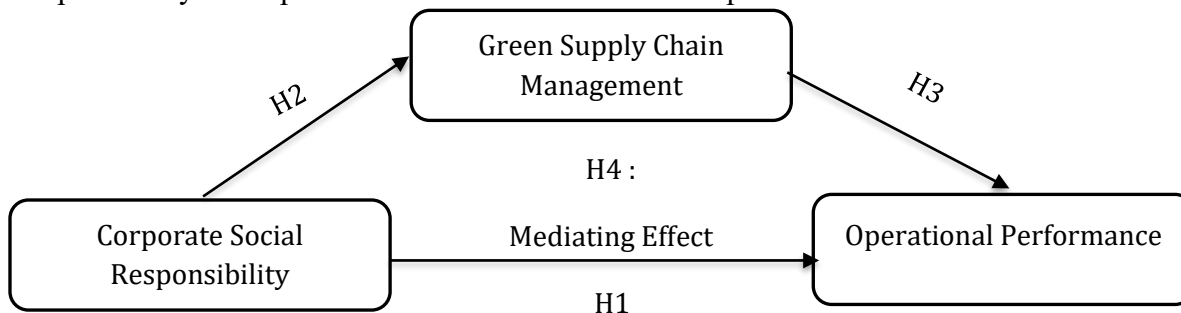 Green Supply Chain
Management
H2
H3
H4 :
Corporate Social
Responsibility
Mediating Effect
Operational Performance
H1